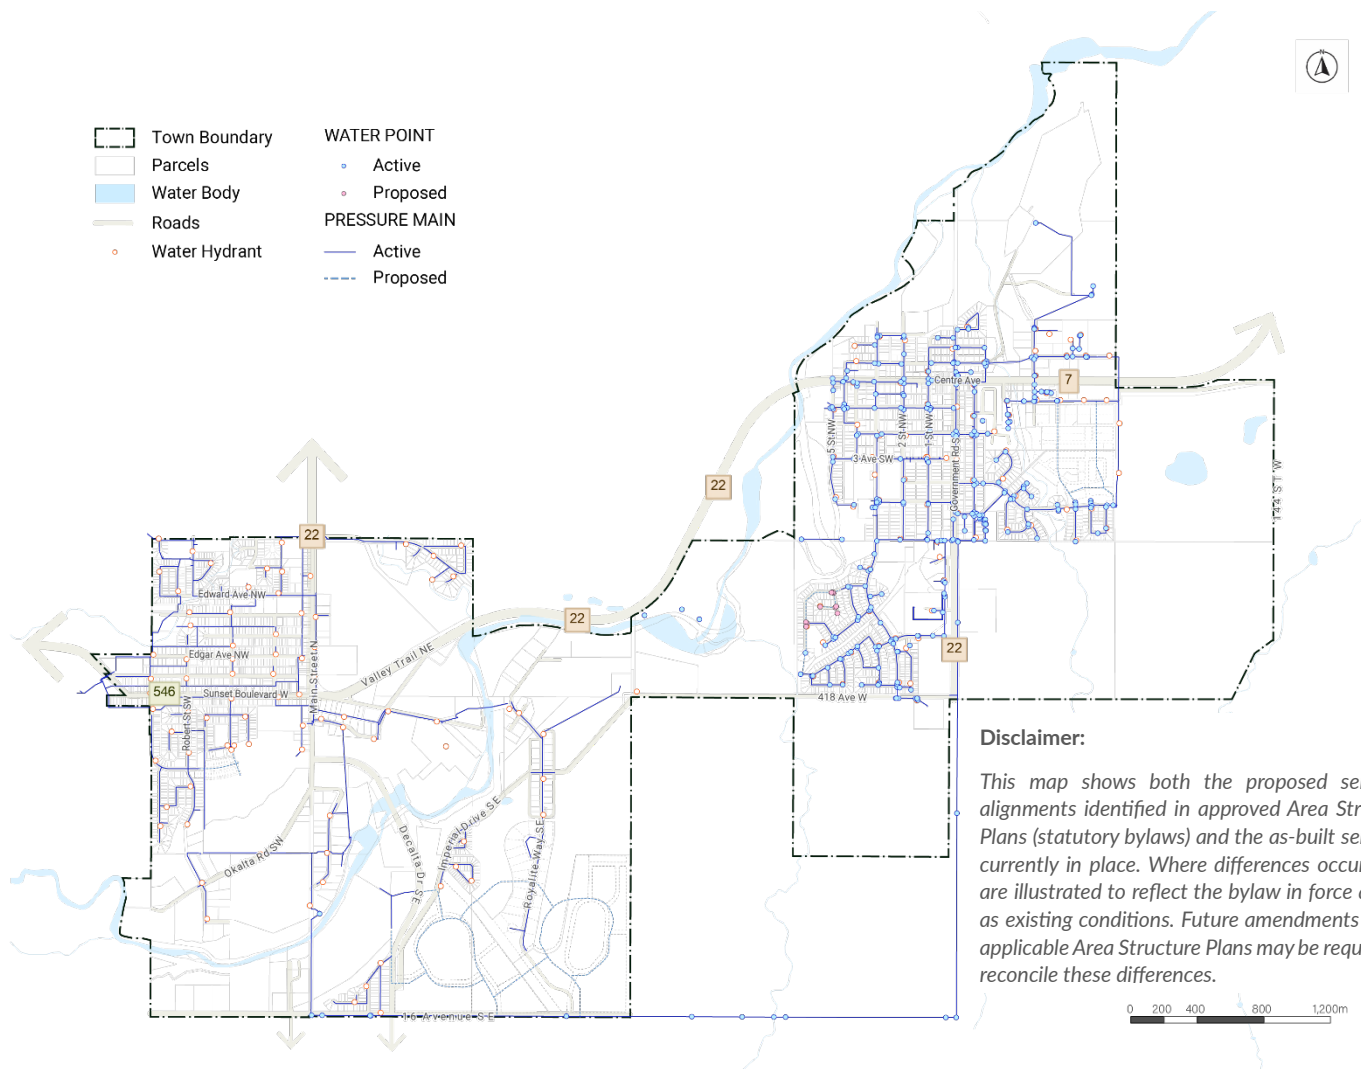 N
Town Boundary
Parcels
Water Body
Roads
Water Hydrant
WATER POINT
Active
Proposed
PRESSURE MAIN
Active
Proposed
7
Centre Ave
5 St NW
2 St NW
1 St NW
3 Ave SW
Government Rd S
144 ST W
22
22
22
22
418 Ave W
Edward Ave NW
Edgar Ave NW
Main Street N
Valley Trail NE
546
Sunset Boulevard W
Robert St SW
Okalta Rd SW
Decalta Dr SE
Imperial Drive SE
Royalite Way SE
16 Avenue SE
Disclaimer:
This map shows both the proposed
alignments identified in approved Area
Plans (statutory bylaws) and the as-built
currently in place. Where differences
are illustrated to reflect the bylaw in force
as existing conditions. Future amendments
applicable Area Structure Plans may be
reconcile these differences.
0 200 400 800 1,200m